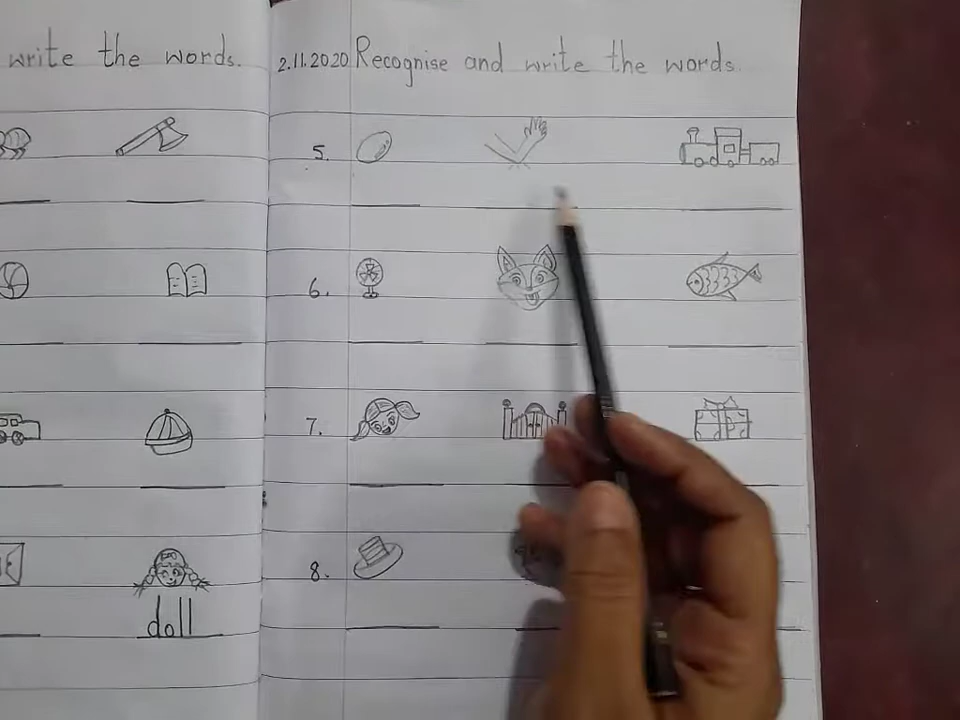 write the words.
2.11.2020 Recognise and write the words.
5.
6.
7.
doll
8.